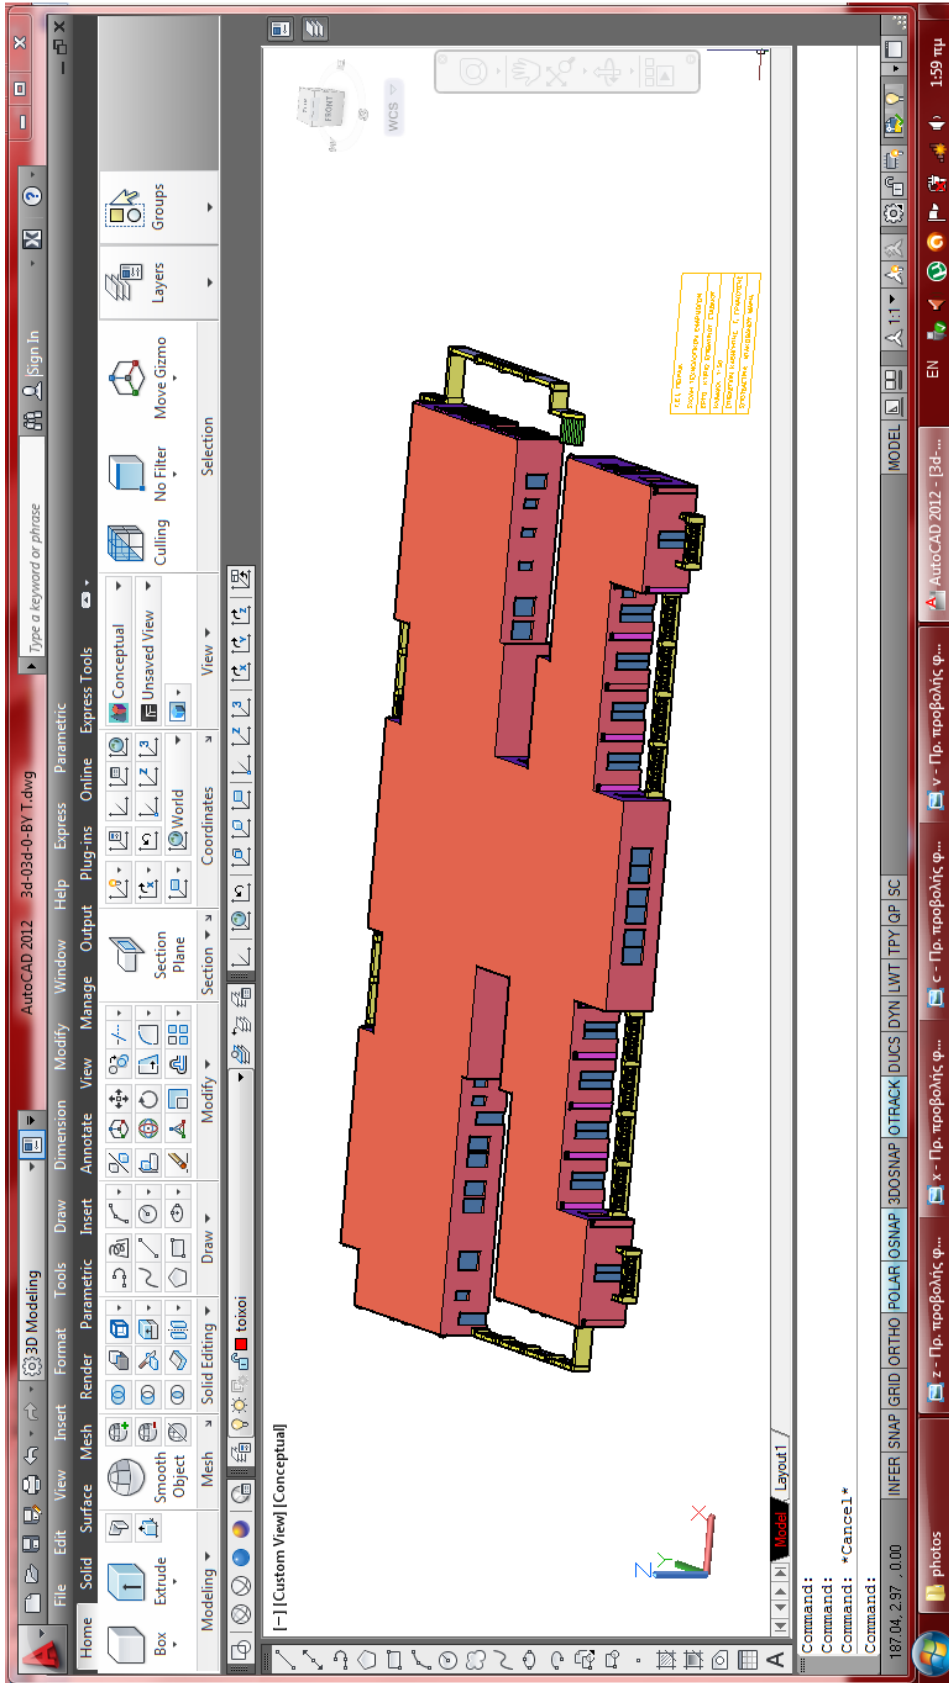 AutoCAD 2012 3d-03d-0-BY T.dwg
3D Modeling
Type a keyword or phrase
Sign In
File Edit View Insert Format Tools Draw Dimension Modify Window Help Express Parametric
Home Solid Surface Mesh Render Parametric Insert Annotate View Manage Output Plug-ins Online Express Tools
Box
Extrude
Smooth Object
Section Plane
World
Conceptual
Unsaved View
Culling
No Filter
Move Gizmo
Layers
Groups
Modeling Mesh Solid Editing Draw Modify Section Coordinates View Selection
toixoi
[−] [Custom View] [Conceptual]
FRONT
WCS
Z
Y
X
Model Layout1
Command:
Command:
Command: *Cancel*
Command:
187.04, 2.97 , 0.00
INFER SNAP GRID ORTHO POLAR OSNAP 3DOSNAP OTRACK DUCS DYN LWT TPY QP SC
MODEL
1:1
photos
z - Πρ. προβολής φ...
x - Πρ. προβολής φ...
c - Πρ. προβολής φ...
v - Πρ. προβολής φ...
AutoCAD 2012 - [3d-...
EN
1:59 πμ